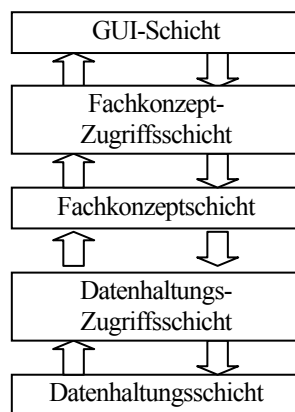 GUI-Schicht
Fachkonzept-
Zugriffsschicht
Fachkonzeptschicht
Datenhaltungs-
Zugriffsschicht
Datenhaltungsschicht